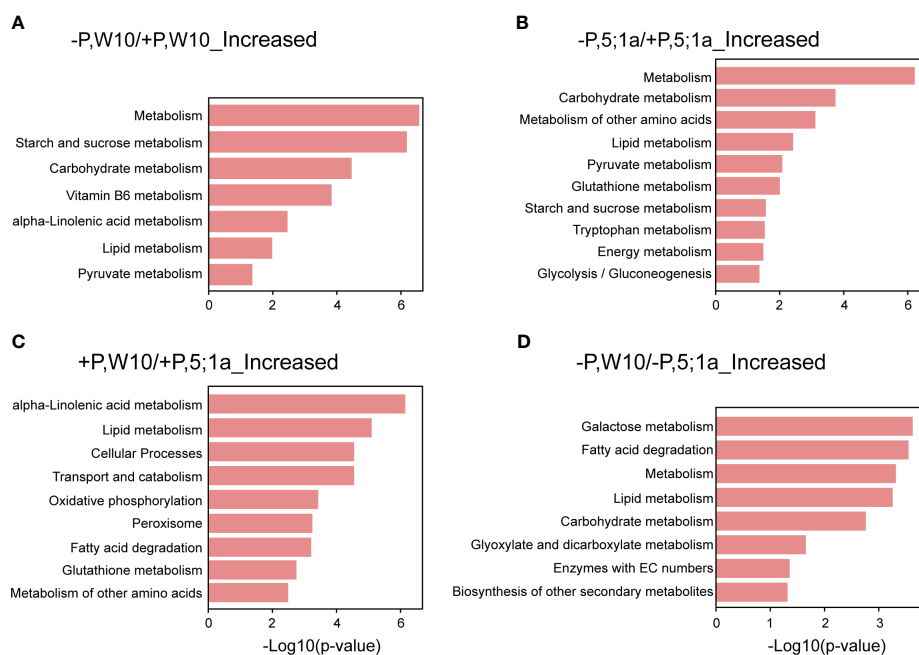 A
-P,W10/+P,W10_Increased
Metabolism
Starch and sucrose metabolism
Carbohydrate metabolism
Vitamin B6 metabolism
alpha-Linolenic acid metabolism
Lipid metabolism
Pyruvate metabolism
0 2 4 6
B
-P,5;1a/+P,5;1a_Increased
Metabolism
Carbohydrate metabolism
Metabolism of other amino acids
Lipid metabolism
Pyruvate metabolism
Glutathione metabolism
Starch and sucrose metabolism
Tryptophan metabolism
Energy metabolism
Glycolysis / Gluconeogenesis
0 2 4 6
C
+P,W10/+P,5;1a_Increased
alpha-Linolenic acid metabolism
Lipid metabolism
Cellular Processes
Transport and catabolism
Oxidative phosphorylation
Peroxisome
Fatty acid degradation
Glutathione metabolism
Metabolism of other amino acids
0 2 4 6
-Log10(p-value)
D
-P,W10/-P,5;1a_Increased
Galactose metabolism
Fatty acid degradation
Metabolism
Lipid metabolism
Carbohydrate metabolism
Glyoxylate and dicarboxylate metabolism
Enzymes with EC numbers
Biosynthesis of other secondary metabolites
0 1 2 3
-Log10(p-value)